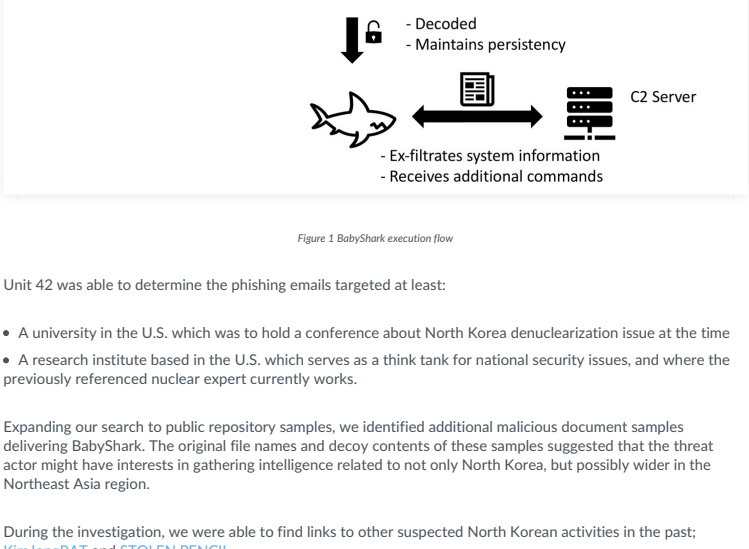 - Decoded
- Maintains persistency
C2 Server
- Ex-filtrates system information
- Receives additional commands
Figure 1 BabyShark execution flow
Unit 42 was able to determine the phishing emails targeted at least:
• A university in the U.S. which was to hold a conference about North Korea denuclearization issue at the time
• A research institute based in the U.S. which serves as a think tank for national security issues, and where the
previously referenced nuclear expert currently works.
Expanding our search to public repository samples, we identified additional malicious document samples
delivering BabyShark. The original file names and decoy contents of these samples suggested that the threat
actor might have interests in gathering intelligence related to not only North Korea, but possibly wider in the
Northeast Asia region.
During the investigation, we were able to find links to other suspected North Korean activities in the past;
KimJongRAT and STOLEN PENCIL